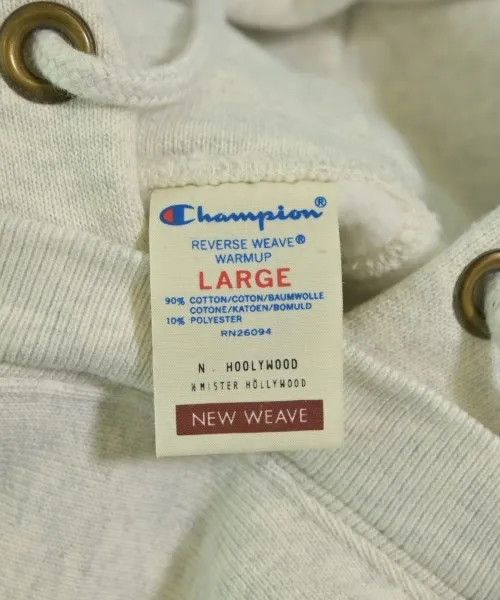 Champion®
REVERSE WEAVE®
WARMUP
LARGE
90% COTTON/COTON/BAUMWOLLE
COTONE/KATOEN/BOMULD
10% POLYESTER
RN26094
N. HOOLYWOOD
MISTER HOLLYWOOD
NEW WEAVE